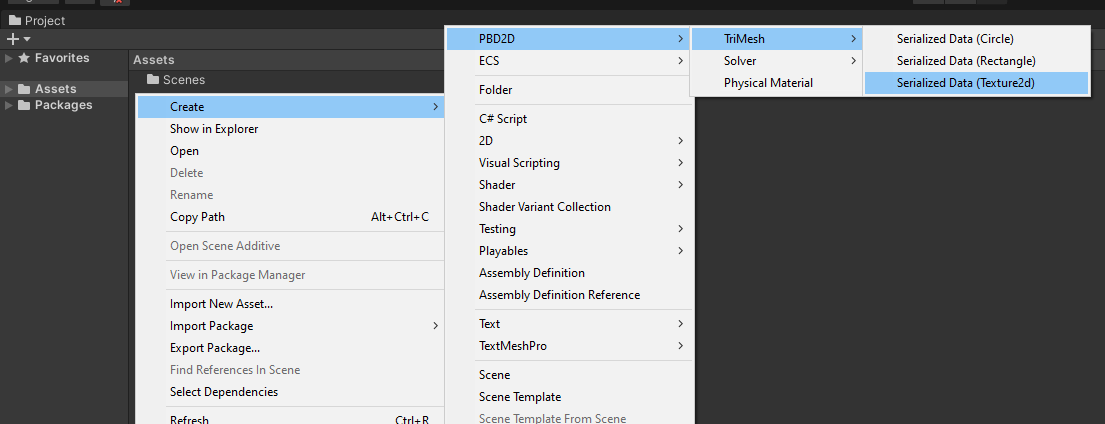 Project
Favorites
Assets
Packages
Assets
Scenes
Create
Show in Explorer
Open
Delete
Rename
Copy Path Alt+Ctrl+C
Open Scene Additive
View in Package Manager
Import New Asset...
Import Package
Export Package...
Find References In Scene
Select Dependencies
Refresh Ctrl+R
PBD2D
ECS
Folder
C# Script
2D
Visual Scripting
Shader
Shader Variant Collection
Testing
Playables
Assembly Definition
Assembly Definition Reference
Text
TextMeshPro
Scene
Scene Template
Scene Template From Scene
TriMesh
Solver
Physical Material
Serialized Data (Circle)
Serialized Data (Rectangle)
Serialized Data (Texture2d)